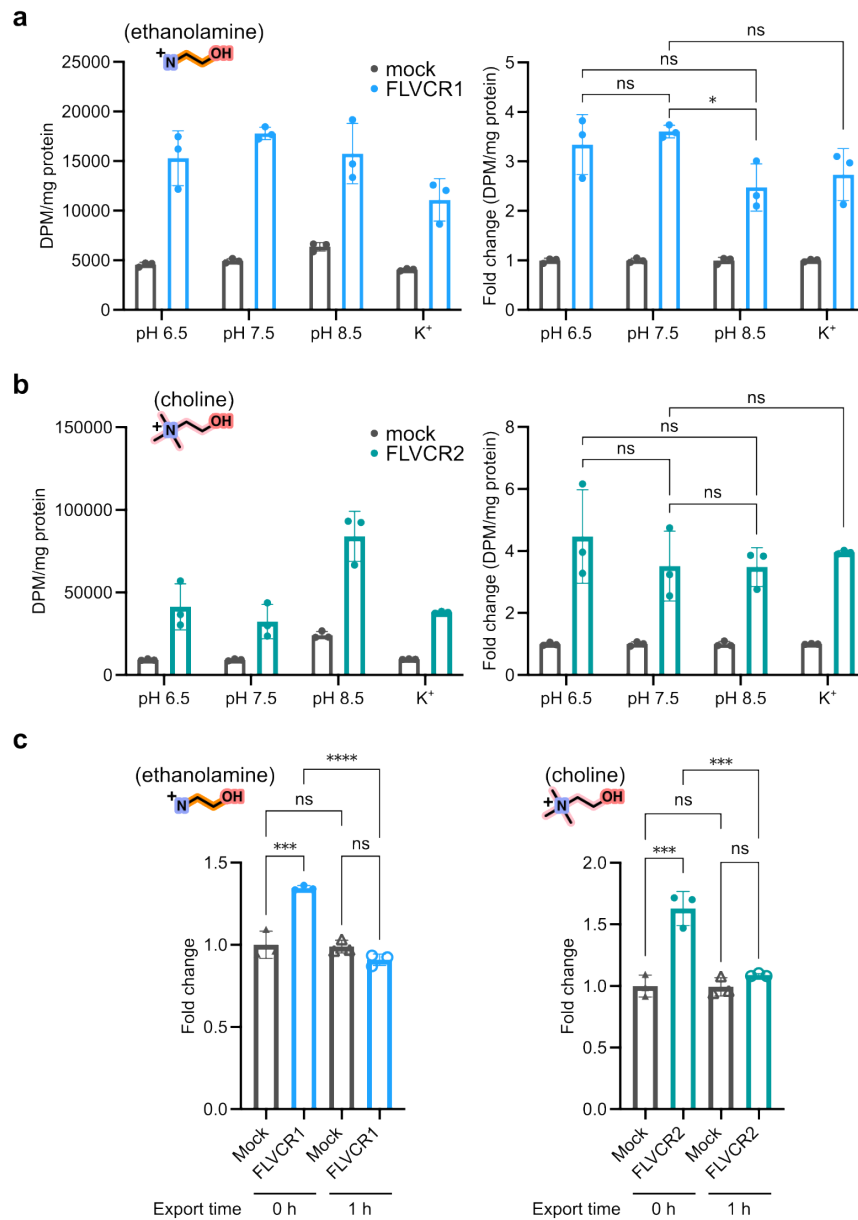 a
(ethanolamine)
+
N
OH
mock
FLVCR1
DPM/mg protein
25000
20000
15000
10000
5000
0
pH 6.5
pH 7.5
pH 8.5
K+
ns
ns
ns
*
Fold change (DPM/mg protein)
5
4
3
2
1
0
pH 6.5
pH 7.5
pH 8.5
K+
b
(choline)
+
N
OH
mock
FLVCR2
DPM/mg protein
150000
100000
50000
0
pH 6.5
pH 7.5
pH 8.5
K+
ns
ns
ns
ns
Fold change (DPM/mg protein)
8
6
4
2
0
pH 6.5
pH 7.5
pH 8.5
K+
c
(ethanolamine)
+
N
OH
****
ns
***
ns
Fold change
1.5
1.0
0.5
0.0
Mock
FLVCR1
Mock
FLVCR1
Export time
0 h
1 h
(choline)
+
N
OH
***
ns
***
ns
Fold change
2.0
1.5
1.0
0.5
0.0
Mock
FLVCR2
Mock
FLVCR2
Export time
0 h
1 h